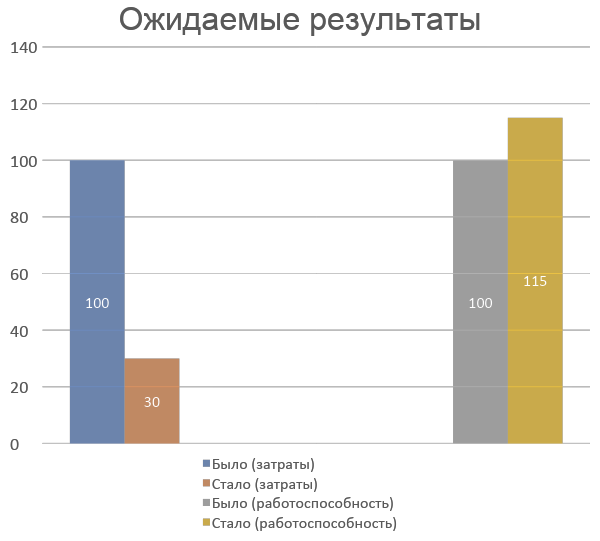 Ожидаемые результаты
140
120
100
80
60
40
20
0
100
30
100
115
Было (затраты)
Стало (затраты)
Было (работоспособность)
Стало (работоспособность)